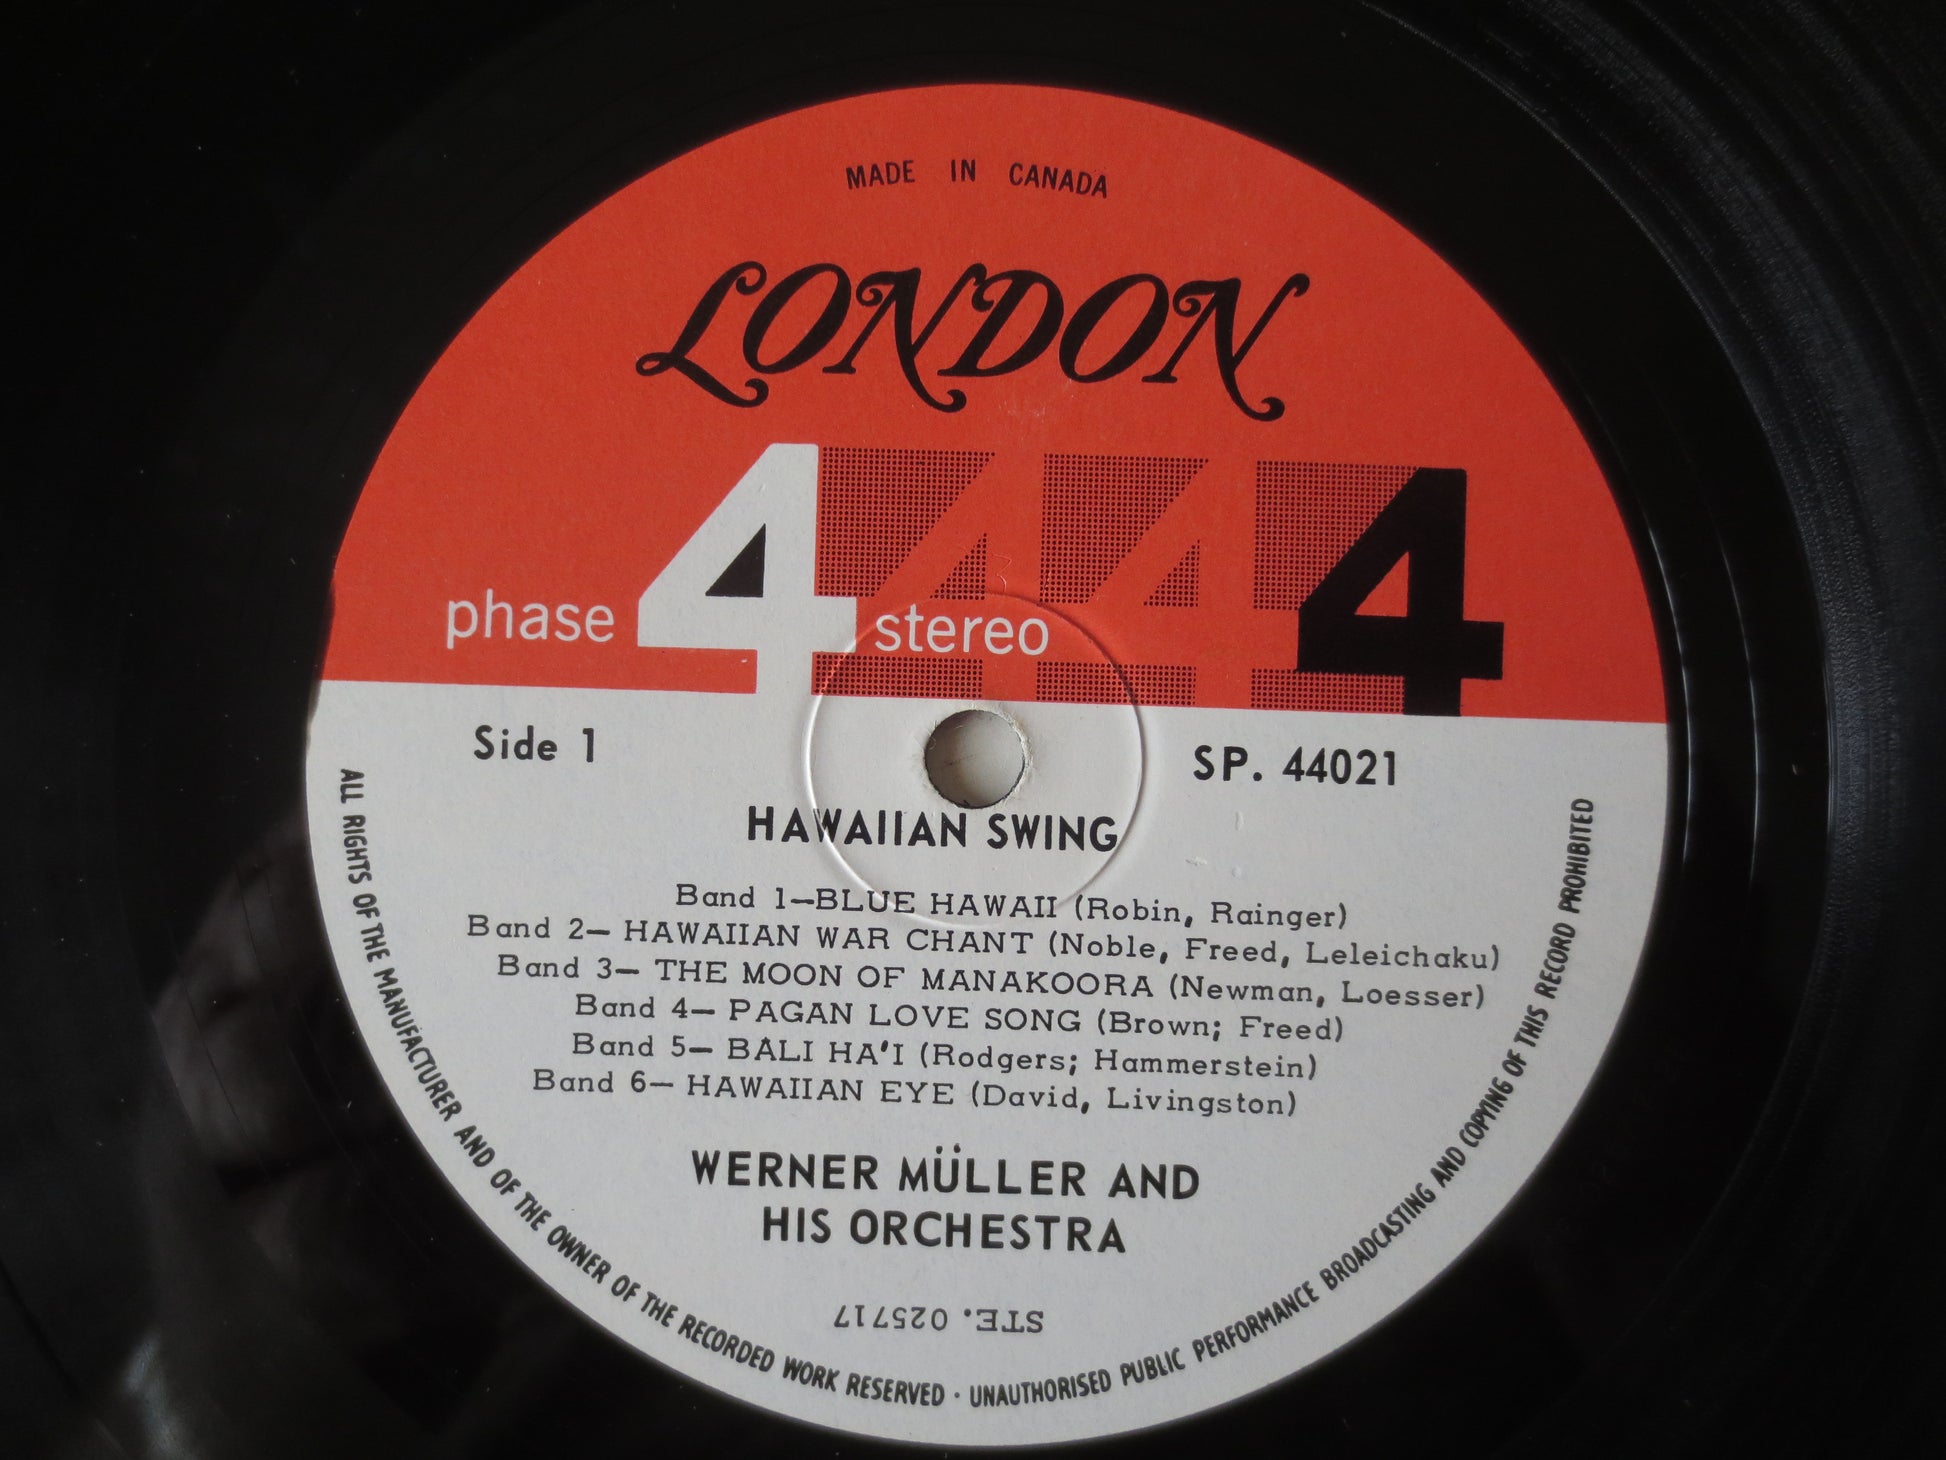 MADE IN CANADA
LONDON
phase 4 stereo 4 4 4
Side 1
SP. 44021
HAWAIIAN SWING
Band 1—BLUE HAWAII (Robin, Rainger)
Band 2— HAWAIIAN WAR CHANT (Noble, Freed, Leleichaku)
Band 3— THE MOON OF MANAKOORA (Newman, Loesser)
Band 4— PAGAN LOVE SONG (Brown; Freed)
Band 5— BALI HA'I (Rodgers; Hammerstein)
Band 6— HAWAIIAN EYE (David, Livingston)
WERNER MÜLLER AND
HIS ORCHESTRA
STE. 025717
ALL RIGHTS OF THE MANUFACTURER AND OF THE OWNER OF THE RECORDED WORK RESERVED · UNAUTHORISED PUBLIC PERFORMANCE BROADCASTING AND COPYING OF THIS RECORD PROHIBITED